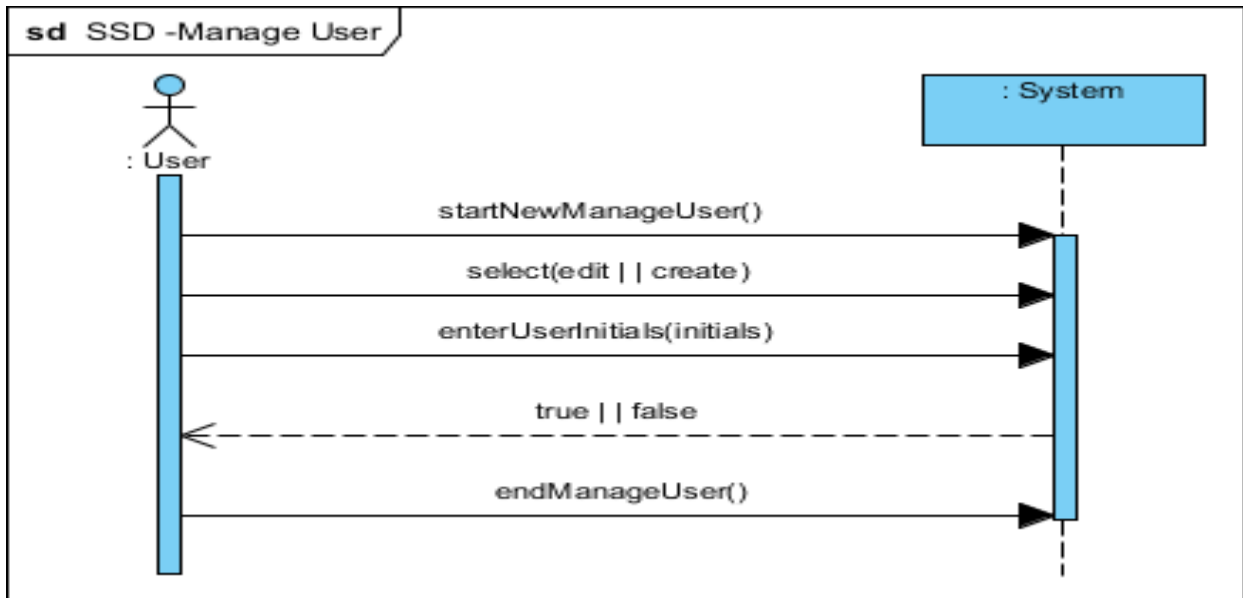 sd SSD -Manage User
: System
: User
startNewManageUser()
select(edit || create)
enterUserInitials(initials)
true || false
endManageUser()